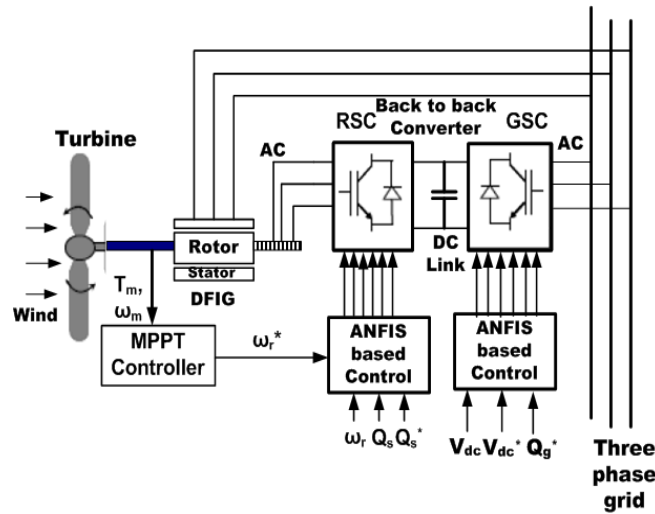 Back to back
RSC Converter GSC
Turbine
AC
AC
Rotor
Stator
DFIG
DC
Link
Wind
Tm,
ωm
MPPT
Controller
ωr*
ANFIS
based
Control
ANFIS
based
Control
ωr Qs Qs*
Vdc Vdc* Qg*
Three
phase
grid